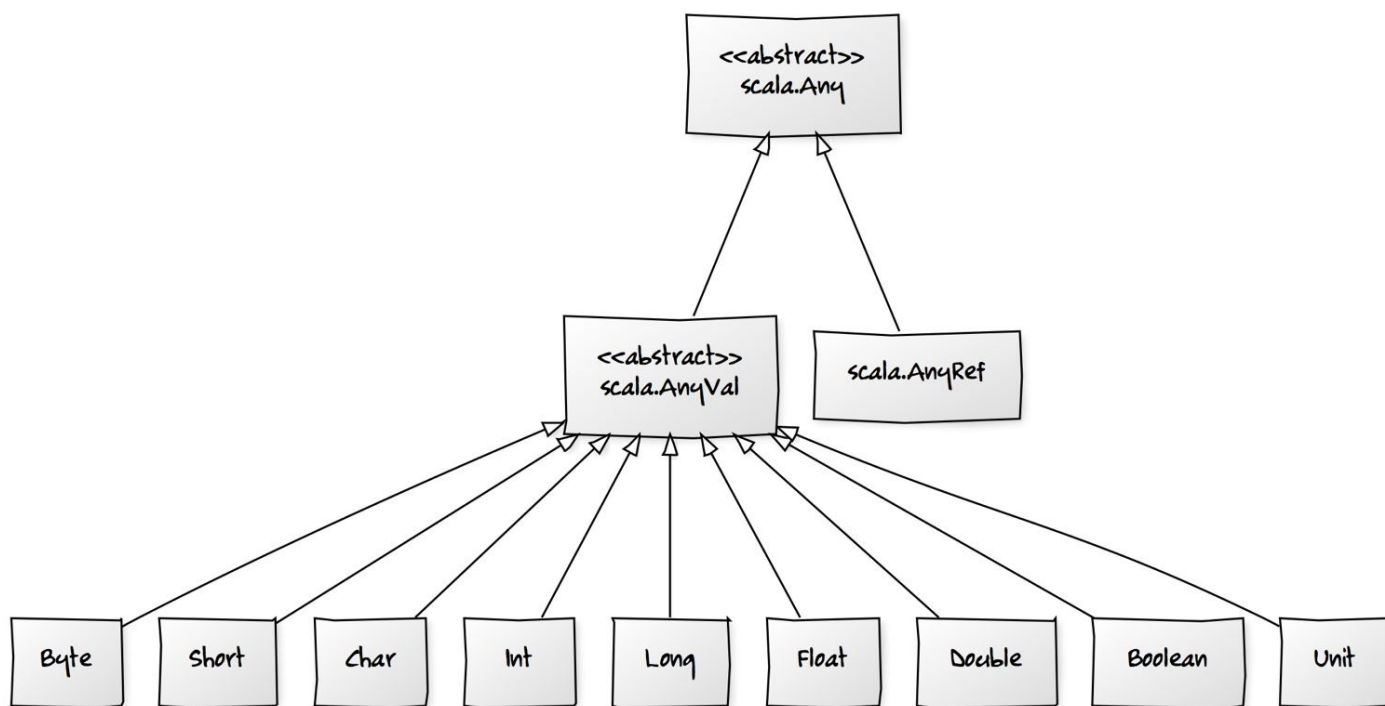 <<abstract>>
scala.Any
<<abstract>>
scala.AnyVal
scala.AnyRef
Byte
Short
Char
Int
Long
Float
Double
Boolean
Unit